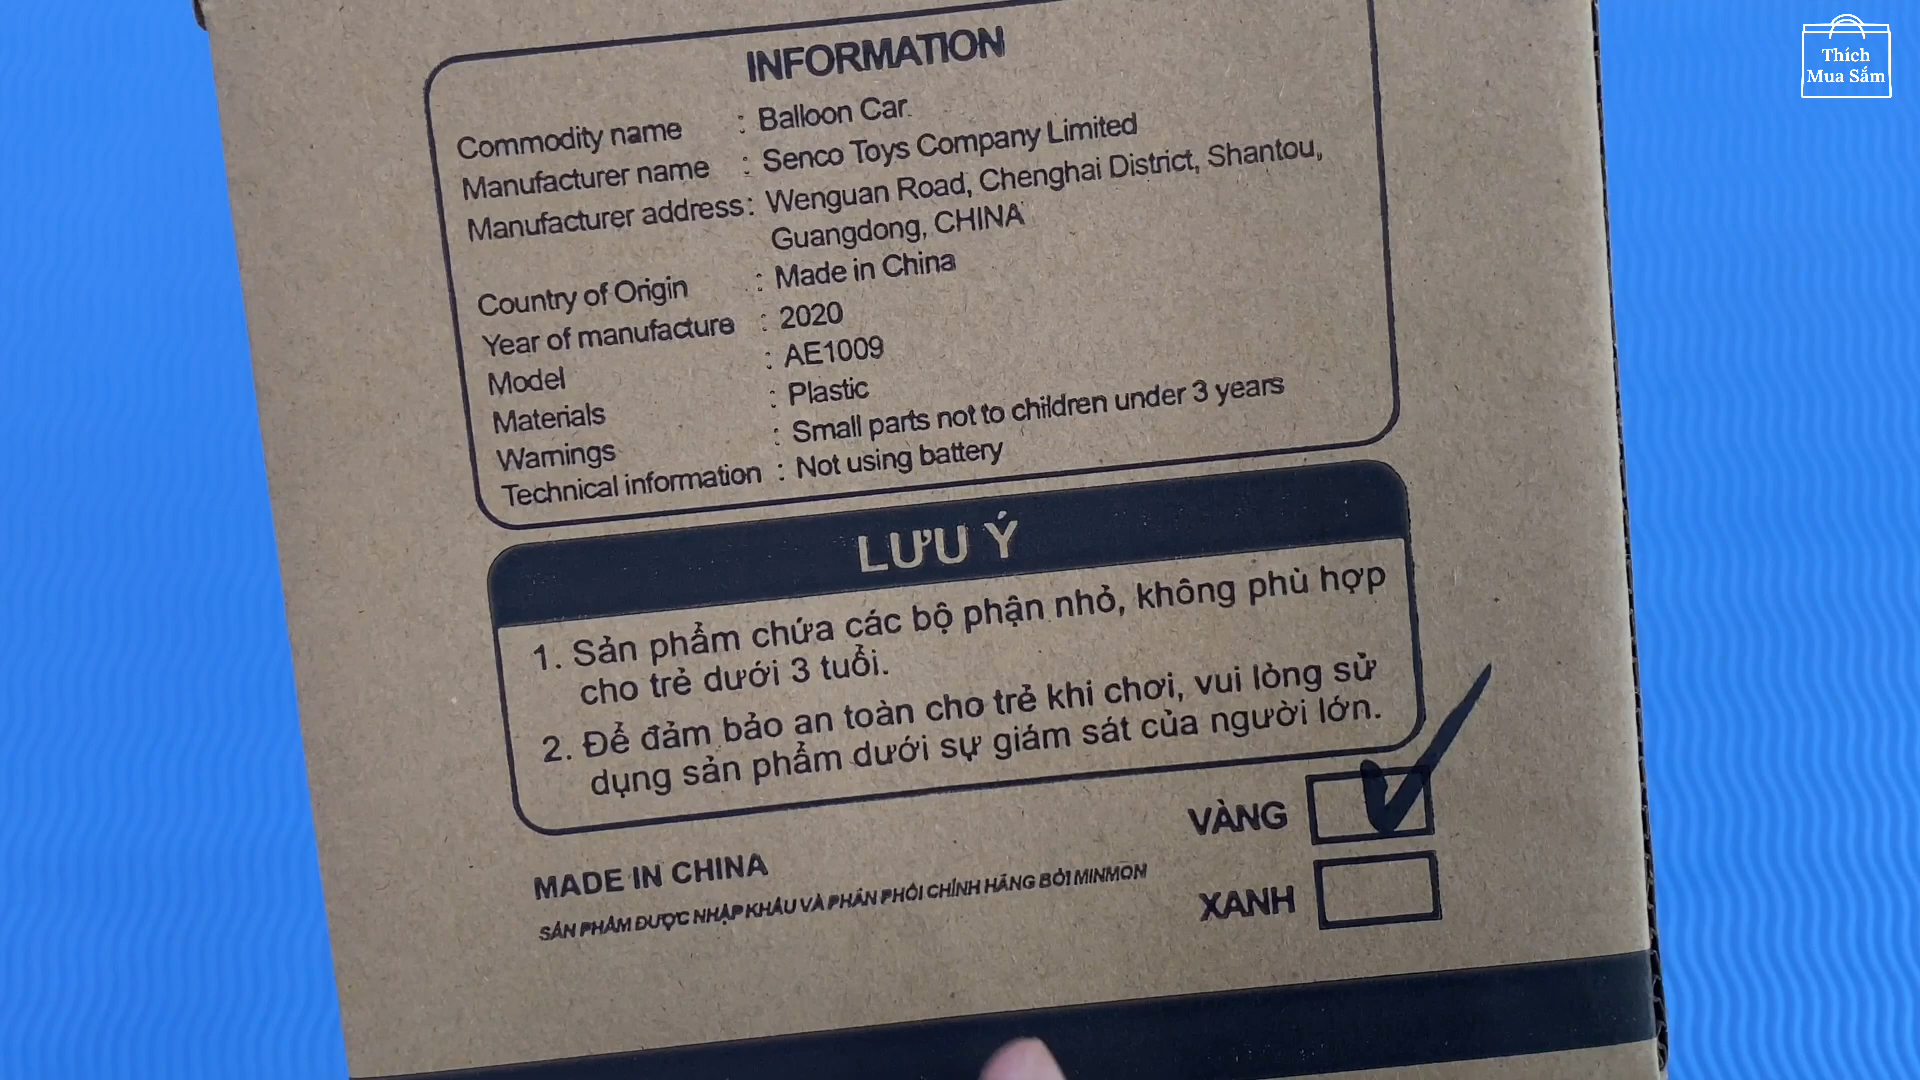 INFORMATION
Commodity name : Balloon Car
Manufacturer name : Senco Toys Company Limited
Manufacturer address : Wenguan Road, Chenghai District, Shantou,
Guangdong, CHINA
Country of Origin : Made in China
Year of manufacture : 2020
Model : AE1009
Materials : Plastic
Warnings : Small parts not to children under 3 years
Technical information : Not using battery
LƯU Ý
1. Sản phẩm chứa các bộ phận nhỏ, không phù hợp
cho trẻ dưới 3 tuổi.
2. Để đảm bảo an toàn cho trẻ khi chơi, vui lòng sử
dụng sản phẩm dưới sự giám sát của người lớn.
VÀNG
MADE IN CHINA
SẢN PHẨM ĐƯỢC NHẬP KHẨU VÀ PHÂN PHỐI CHÍNH HÃNG BỞI MINMON
XANH
Thích
Mua Sắm